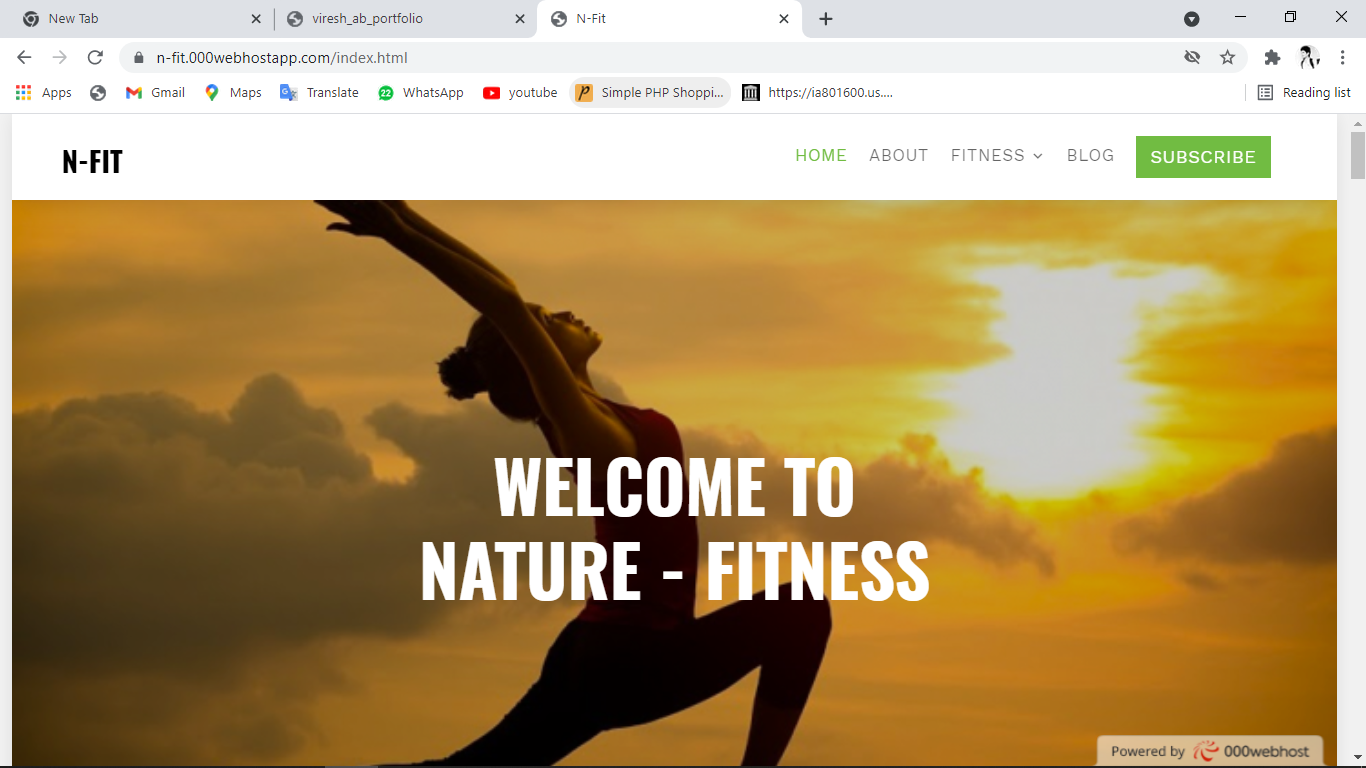 New Tab
viresh_ab_portfolio
N-Fit
n-fit.000webhostapp.com/index.html
Apps
Gmail
Maps
Translate
22
WhatsApp
youtube
Simple PHP Shoppi...
https://ia801600.us....
Reading list
N-FIT
HOME ABOUT FITNESS BLOG SUBSCRIBE
WELCOME TO
NATURE - FITNESS
Powered by 000webhost